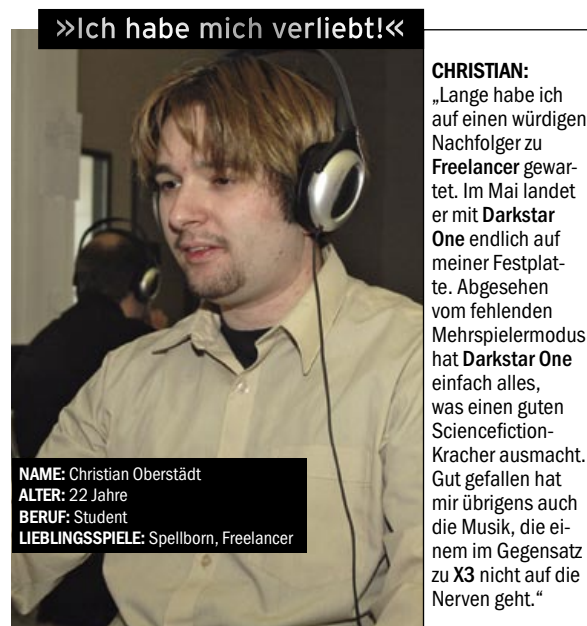 »Ich habe mich verliebt!«
CHRISTIAN:
„Lange habe ich
auf einen würdigen
Nachfolger zu
Freelancer gewar-
tet. Im Mai landet
er mit Darkstar
One endlich auf
meiner Festplat-
te. Abgesehen
vom fehlenden
Mehrspielermodus
hat Darkstar One
einfach alles,
was einen guten
Sciencefiction-
Kracher ausmacht.
Gut gefallen hat
mir übrigens auch
die Musik, die ei-
nem im Gegensatz
zu X3 nicht auf die
Nerven geht.“
NAME: Christian Oberstädt
ALTER: 22 Jahre
BERUF: Student
LIEBLINGSSPIELE: Spellborn, Freelancer